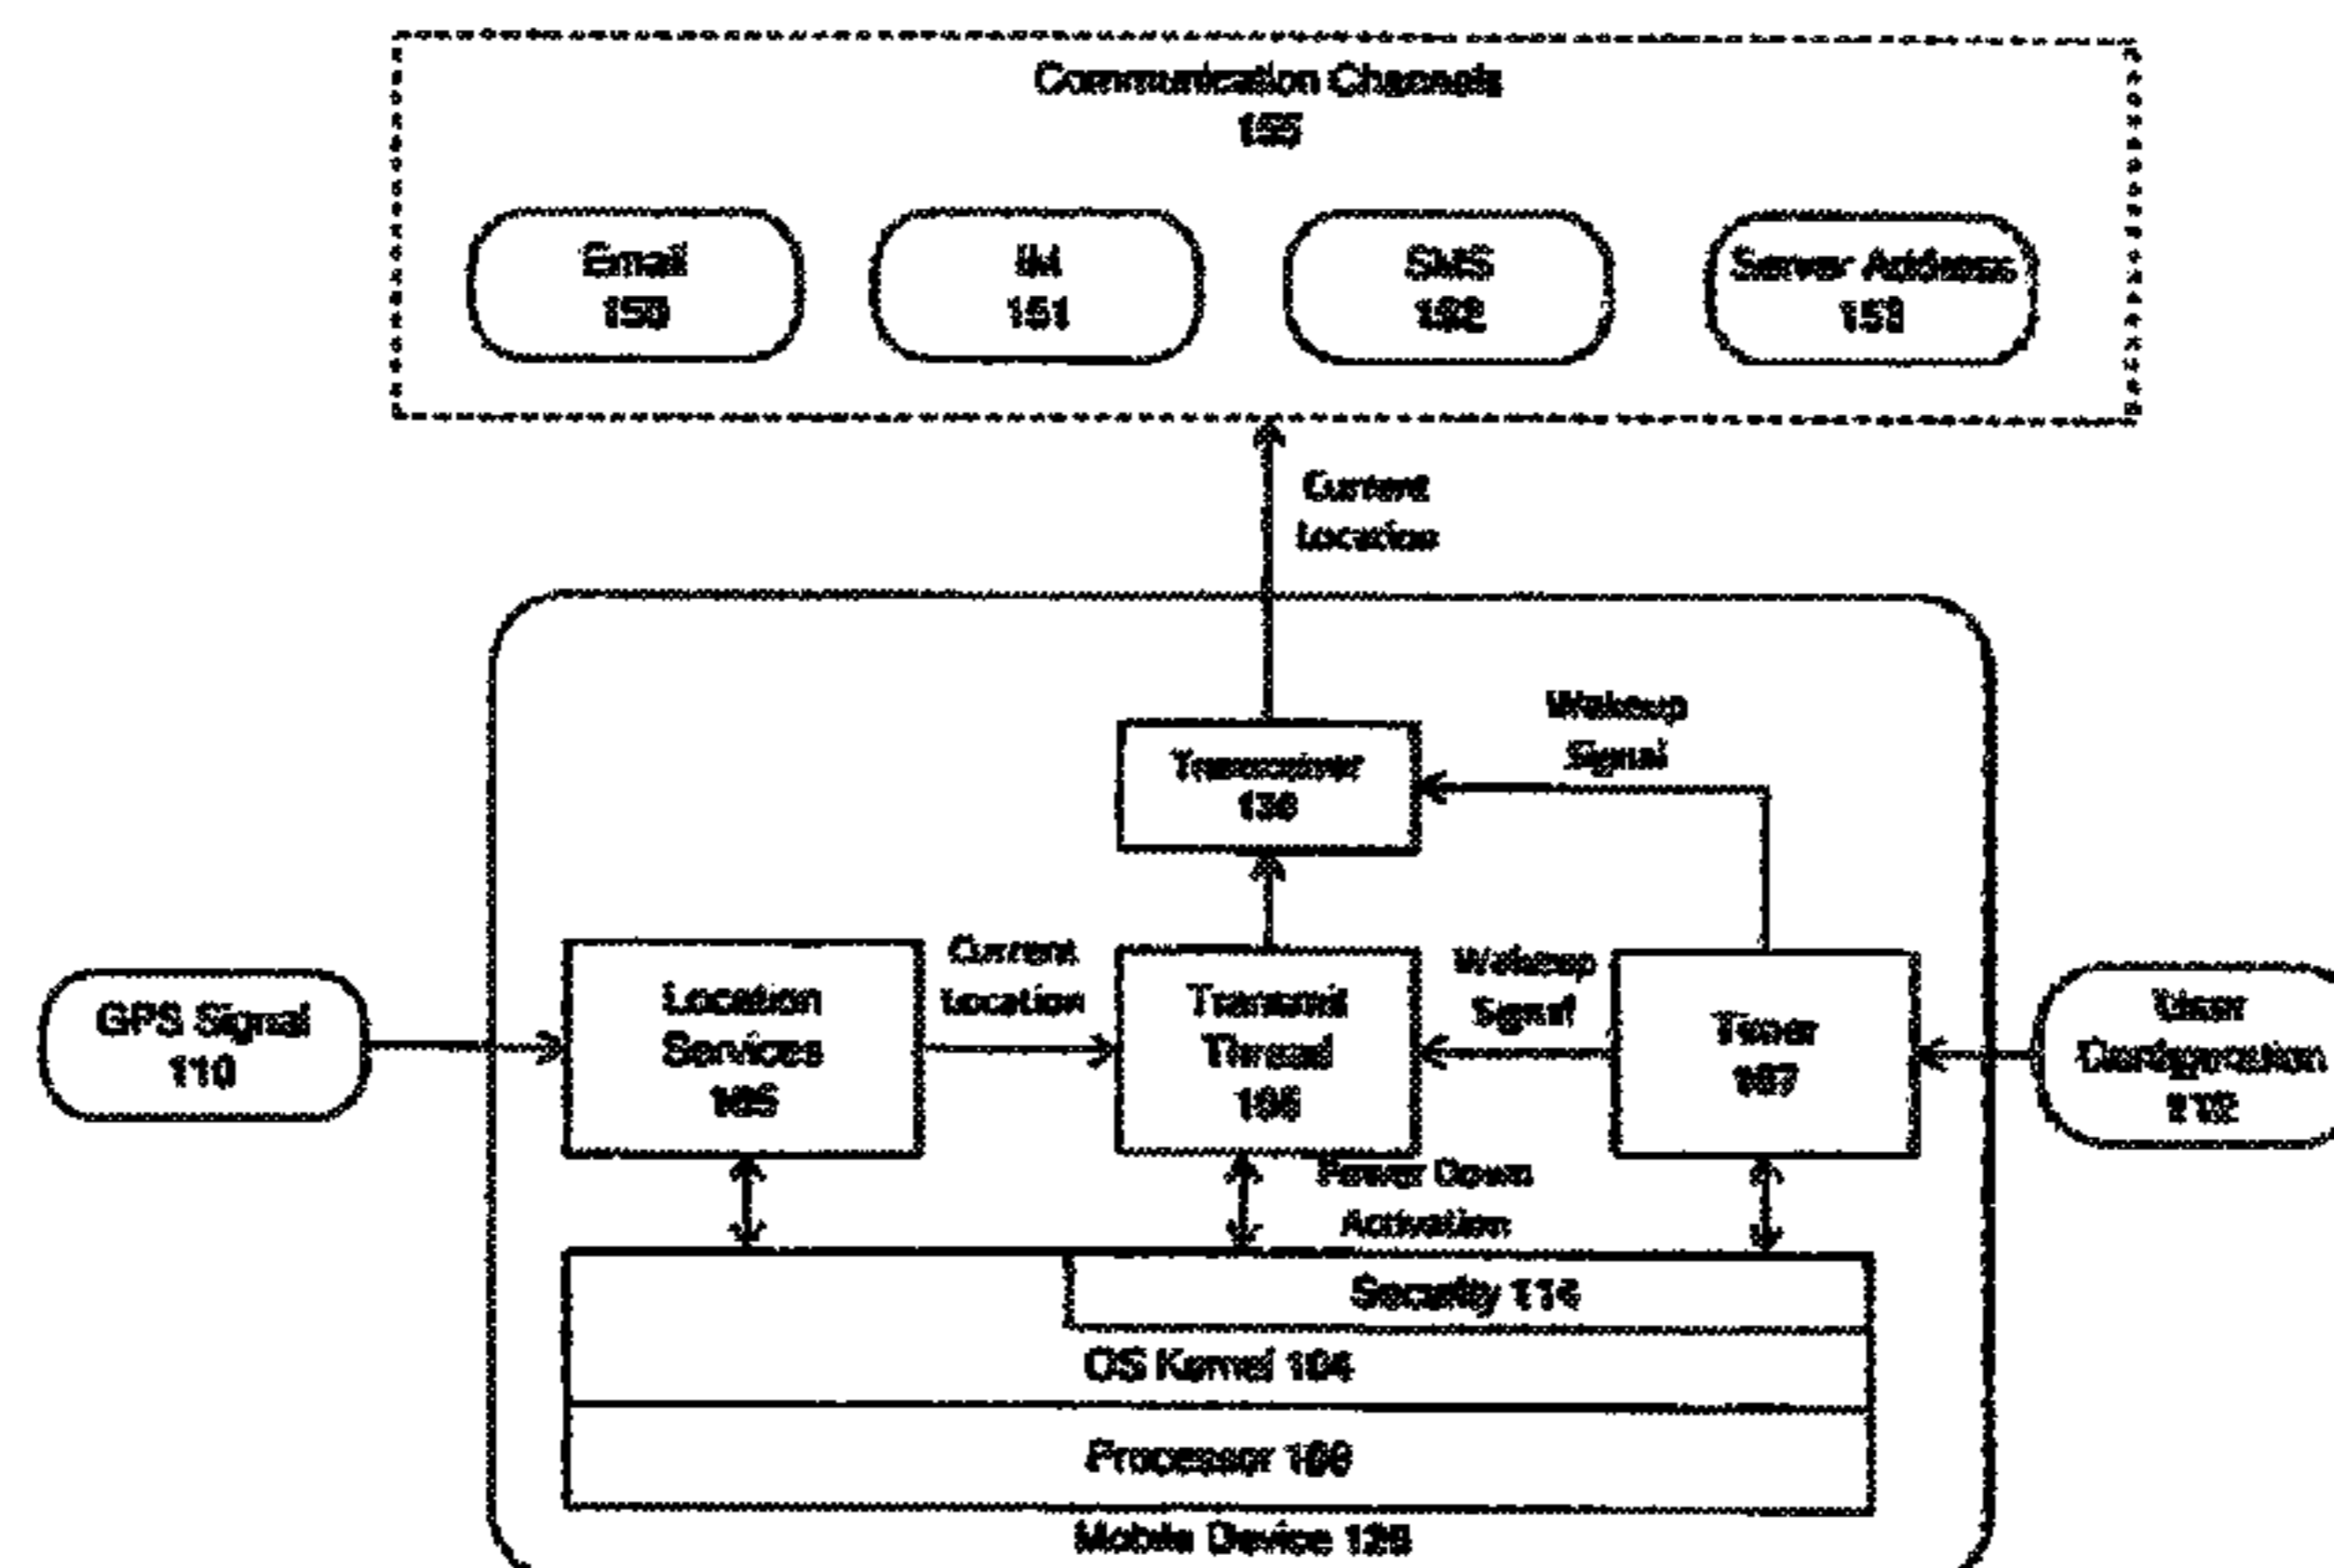 Communication Channels
155
Email
150
IM
151
SMS
152
Server Address
153
Current
Location
Wakeup
Signal
Transceiver
130
GPS Signal
110
Location
Services
105
Current
Location
Transmit
Thread
Wakeup
Signal
Timer
107
User
Configuration
112
Power Down
Activation
Security 114
OS Kernel 104
Processor 100
Mobile Device